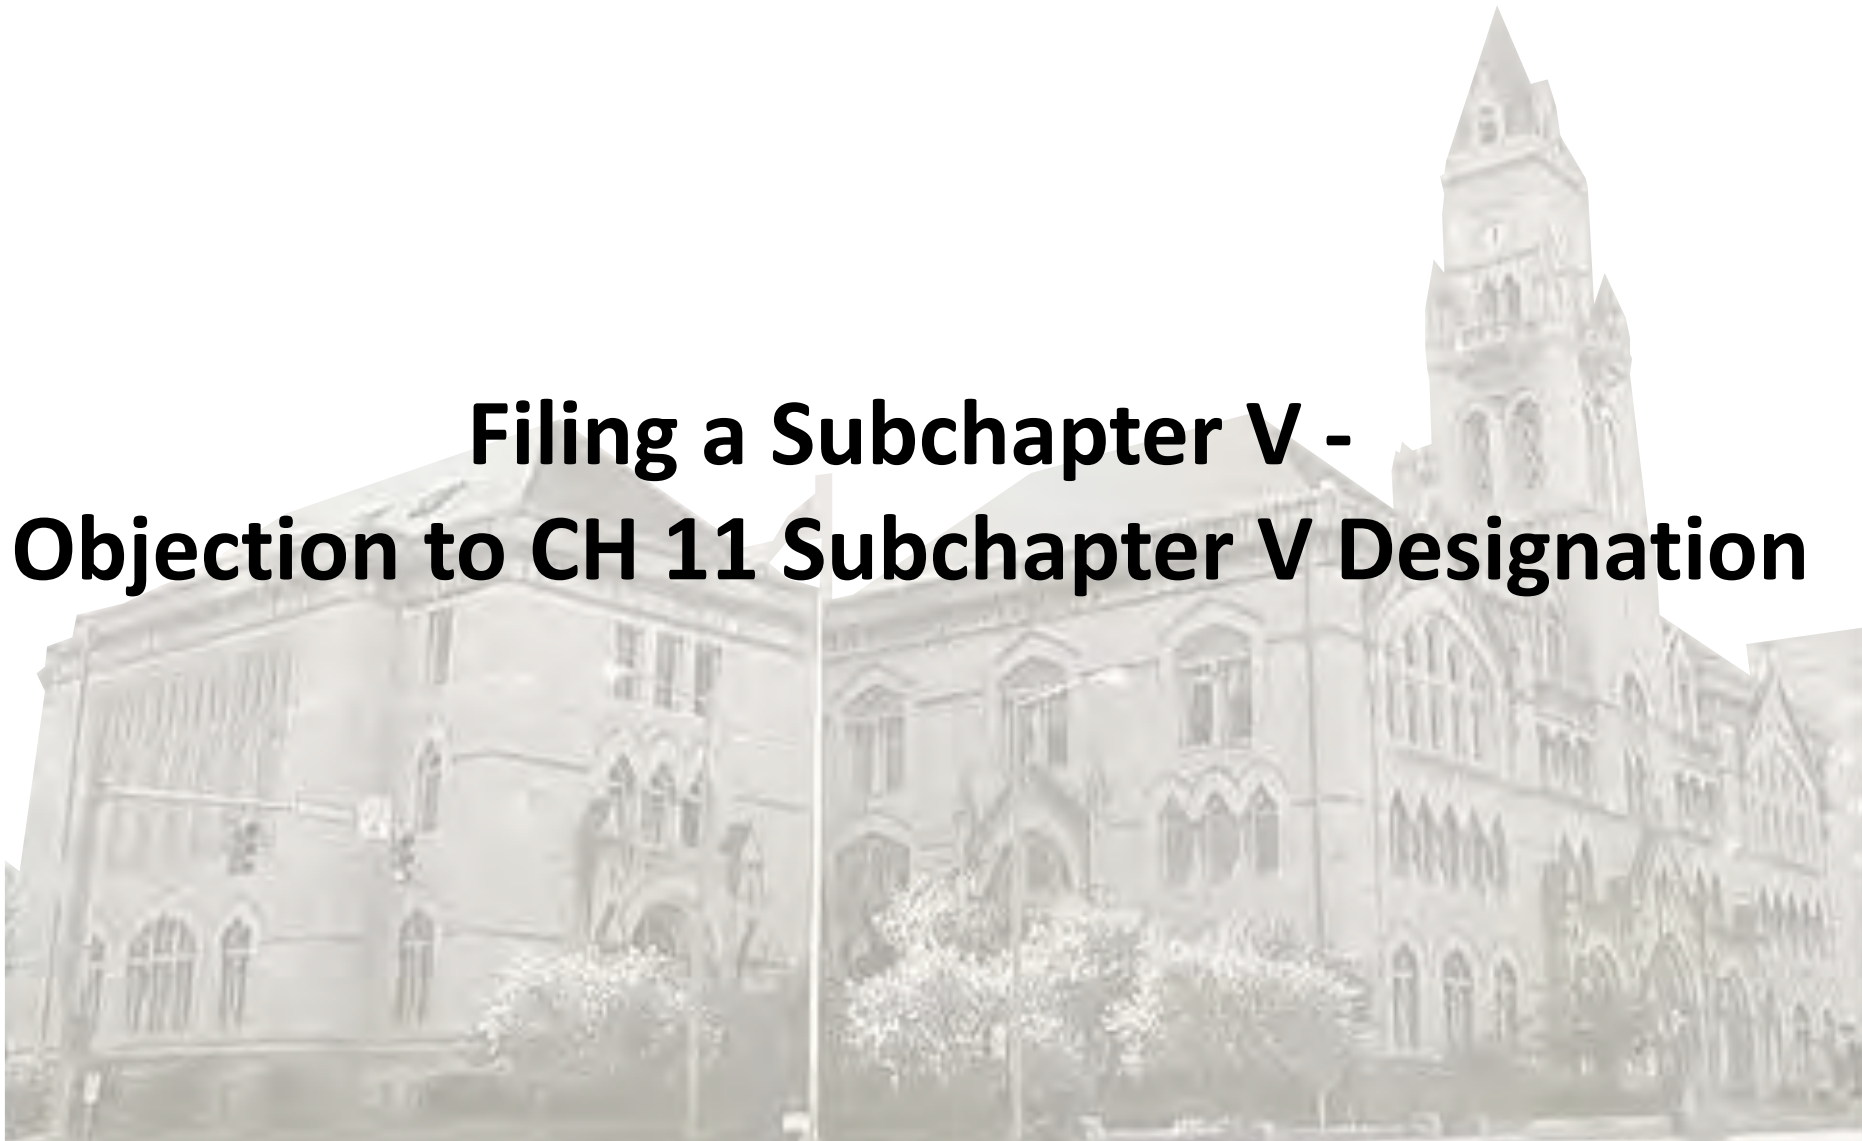 Filing a Subchapter V -
Objection to CH 11 Subchapter V Designation